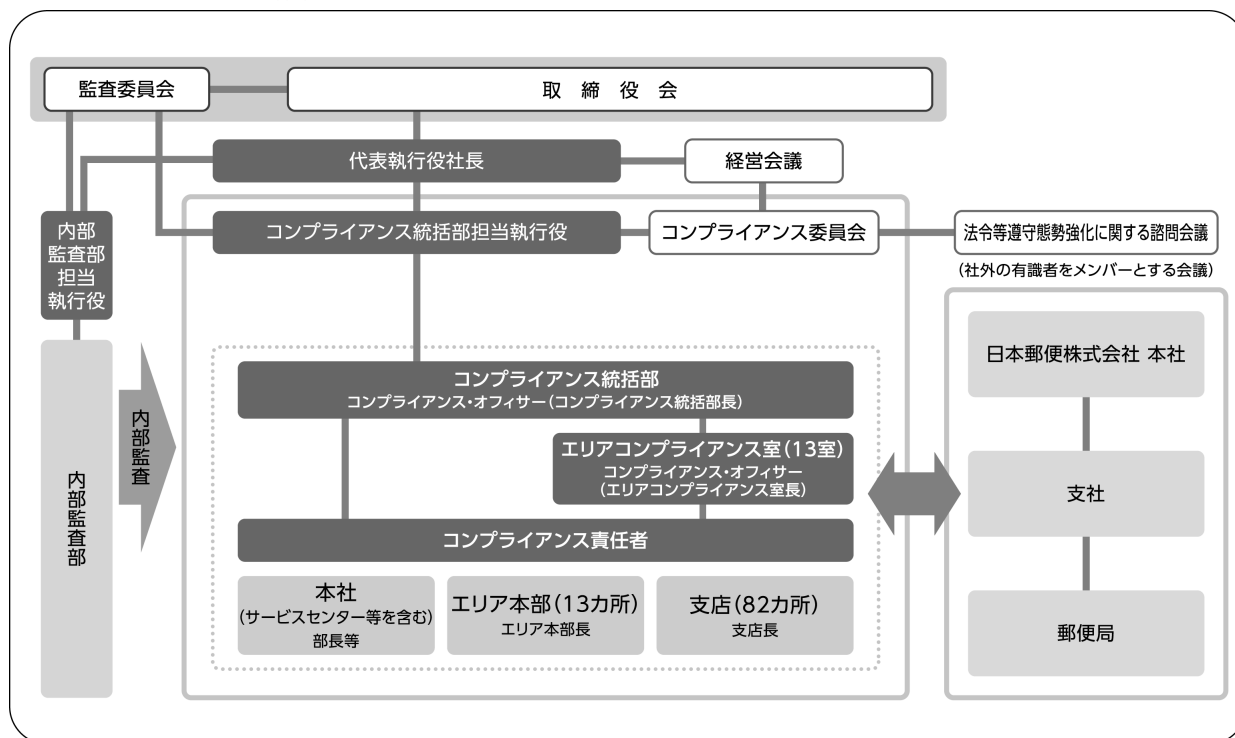 監査委員会
取締役会
代表執行役社長
経営会議
内部
監査部
担当
執行役
コンプライアンス統括部担当執行役
コンプライアンス委員会
法令等遵守態勢強化に関する諮問会議
(社外の有識者をメンバーとする会議)
内部監査部
内部監査
コンプライアンス統括部
コンプライアンス・オフィサー(コンプライアンス統括部長)
エリアコンプライアンス室(13室)
コンプライアンス・オフィサー
(エリアコンプライアンス室長)
コンプライアンス責任者
本社
(サービスセンター等を含む)
部長等
エリア本部(13カ所)
エリア本部長
支店(82カ所)
支店長
日本郵便株式会社 本社
支社
郵便局